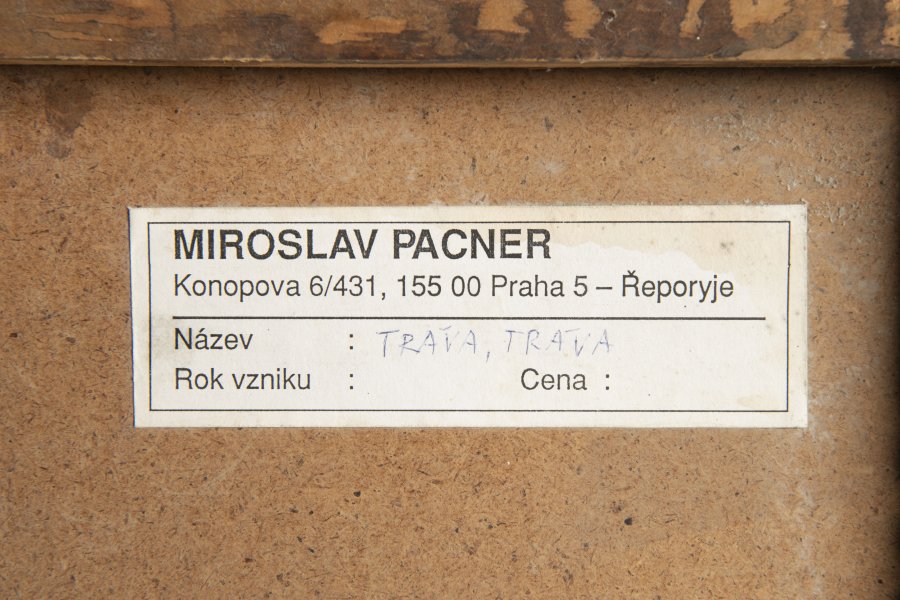 MIROSLAV PACNER
Konopova 6/431, 155 00 Praha 5 – Řeporyje
Název : TRÁVA, TRÁVA
Rok vzniku : Cena :